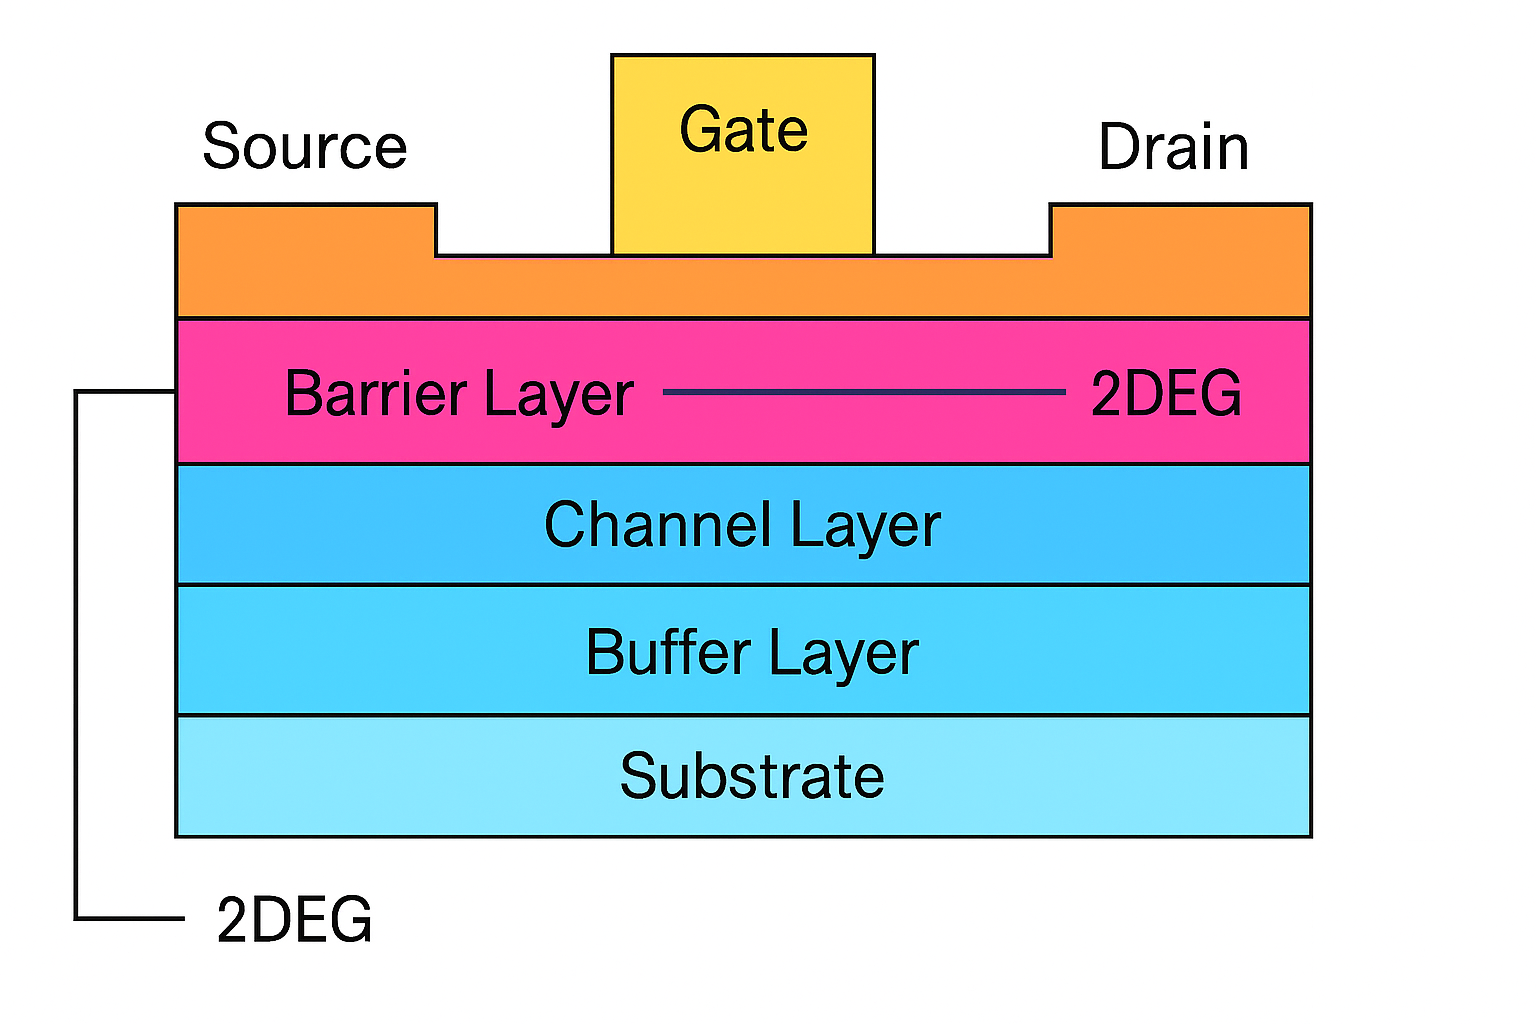 Gate
Source
Drain
Barrier Layer
2DEG
Channel Layer
Buffer Layer
Substrate
2DEG